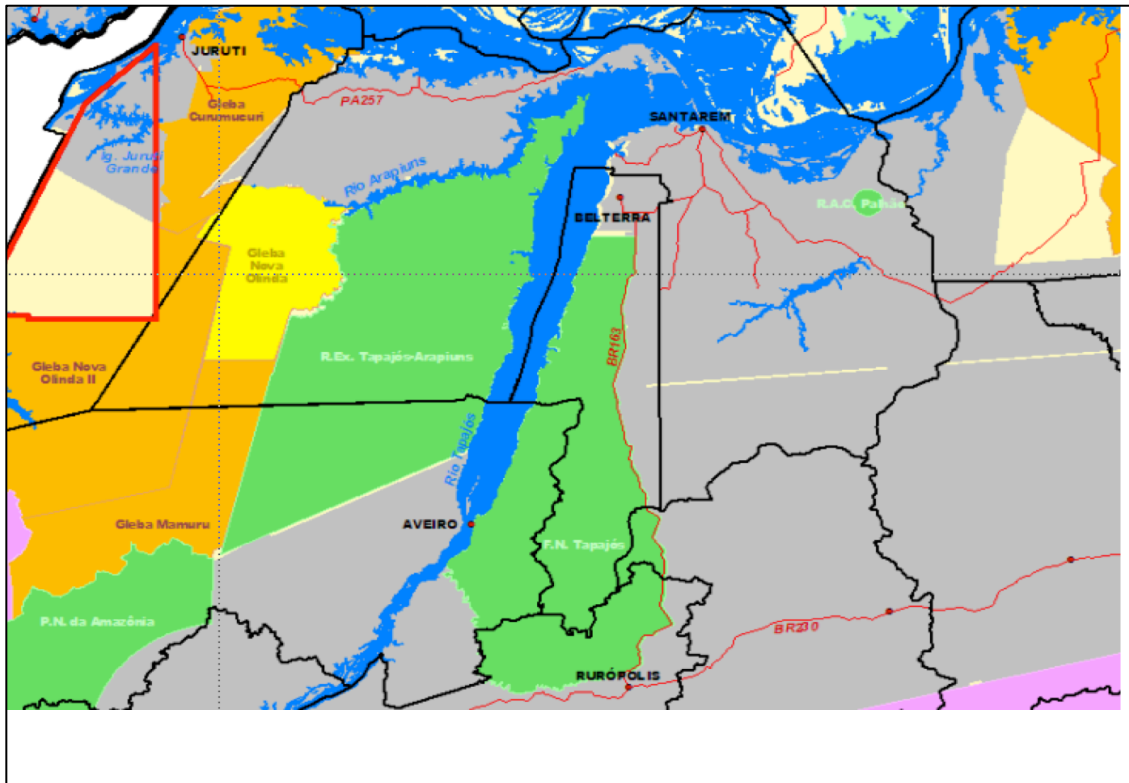 JURUTI
PA257
Gleba
Curumucuri
SANTAREM
Ig. Juruti
Grande
Rio Arapiuns
R.A.C. Palhão
BELTERRA
Gleba
Nova
Olinda
BR163
R.Ex. Tapajós-Arapiuns
Gleba Nova
Olinda II
Rio Tapajós
Gleba Mamuru
AVEIRO
F.N. Tapajós
P.N. da Amazônia
BR230
RURÓPOLIS